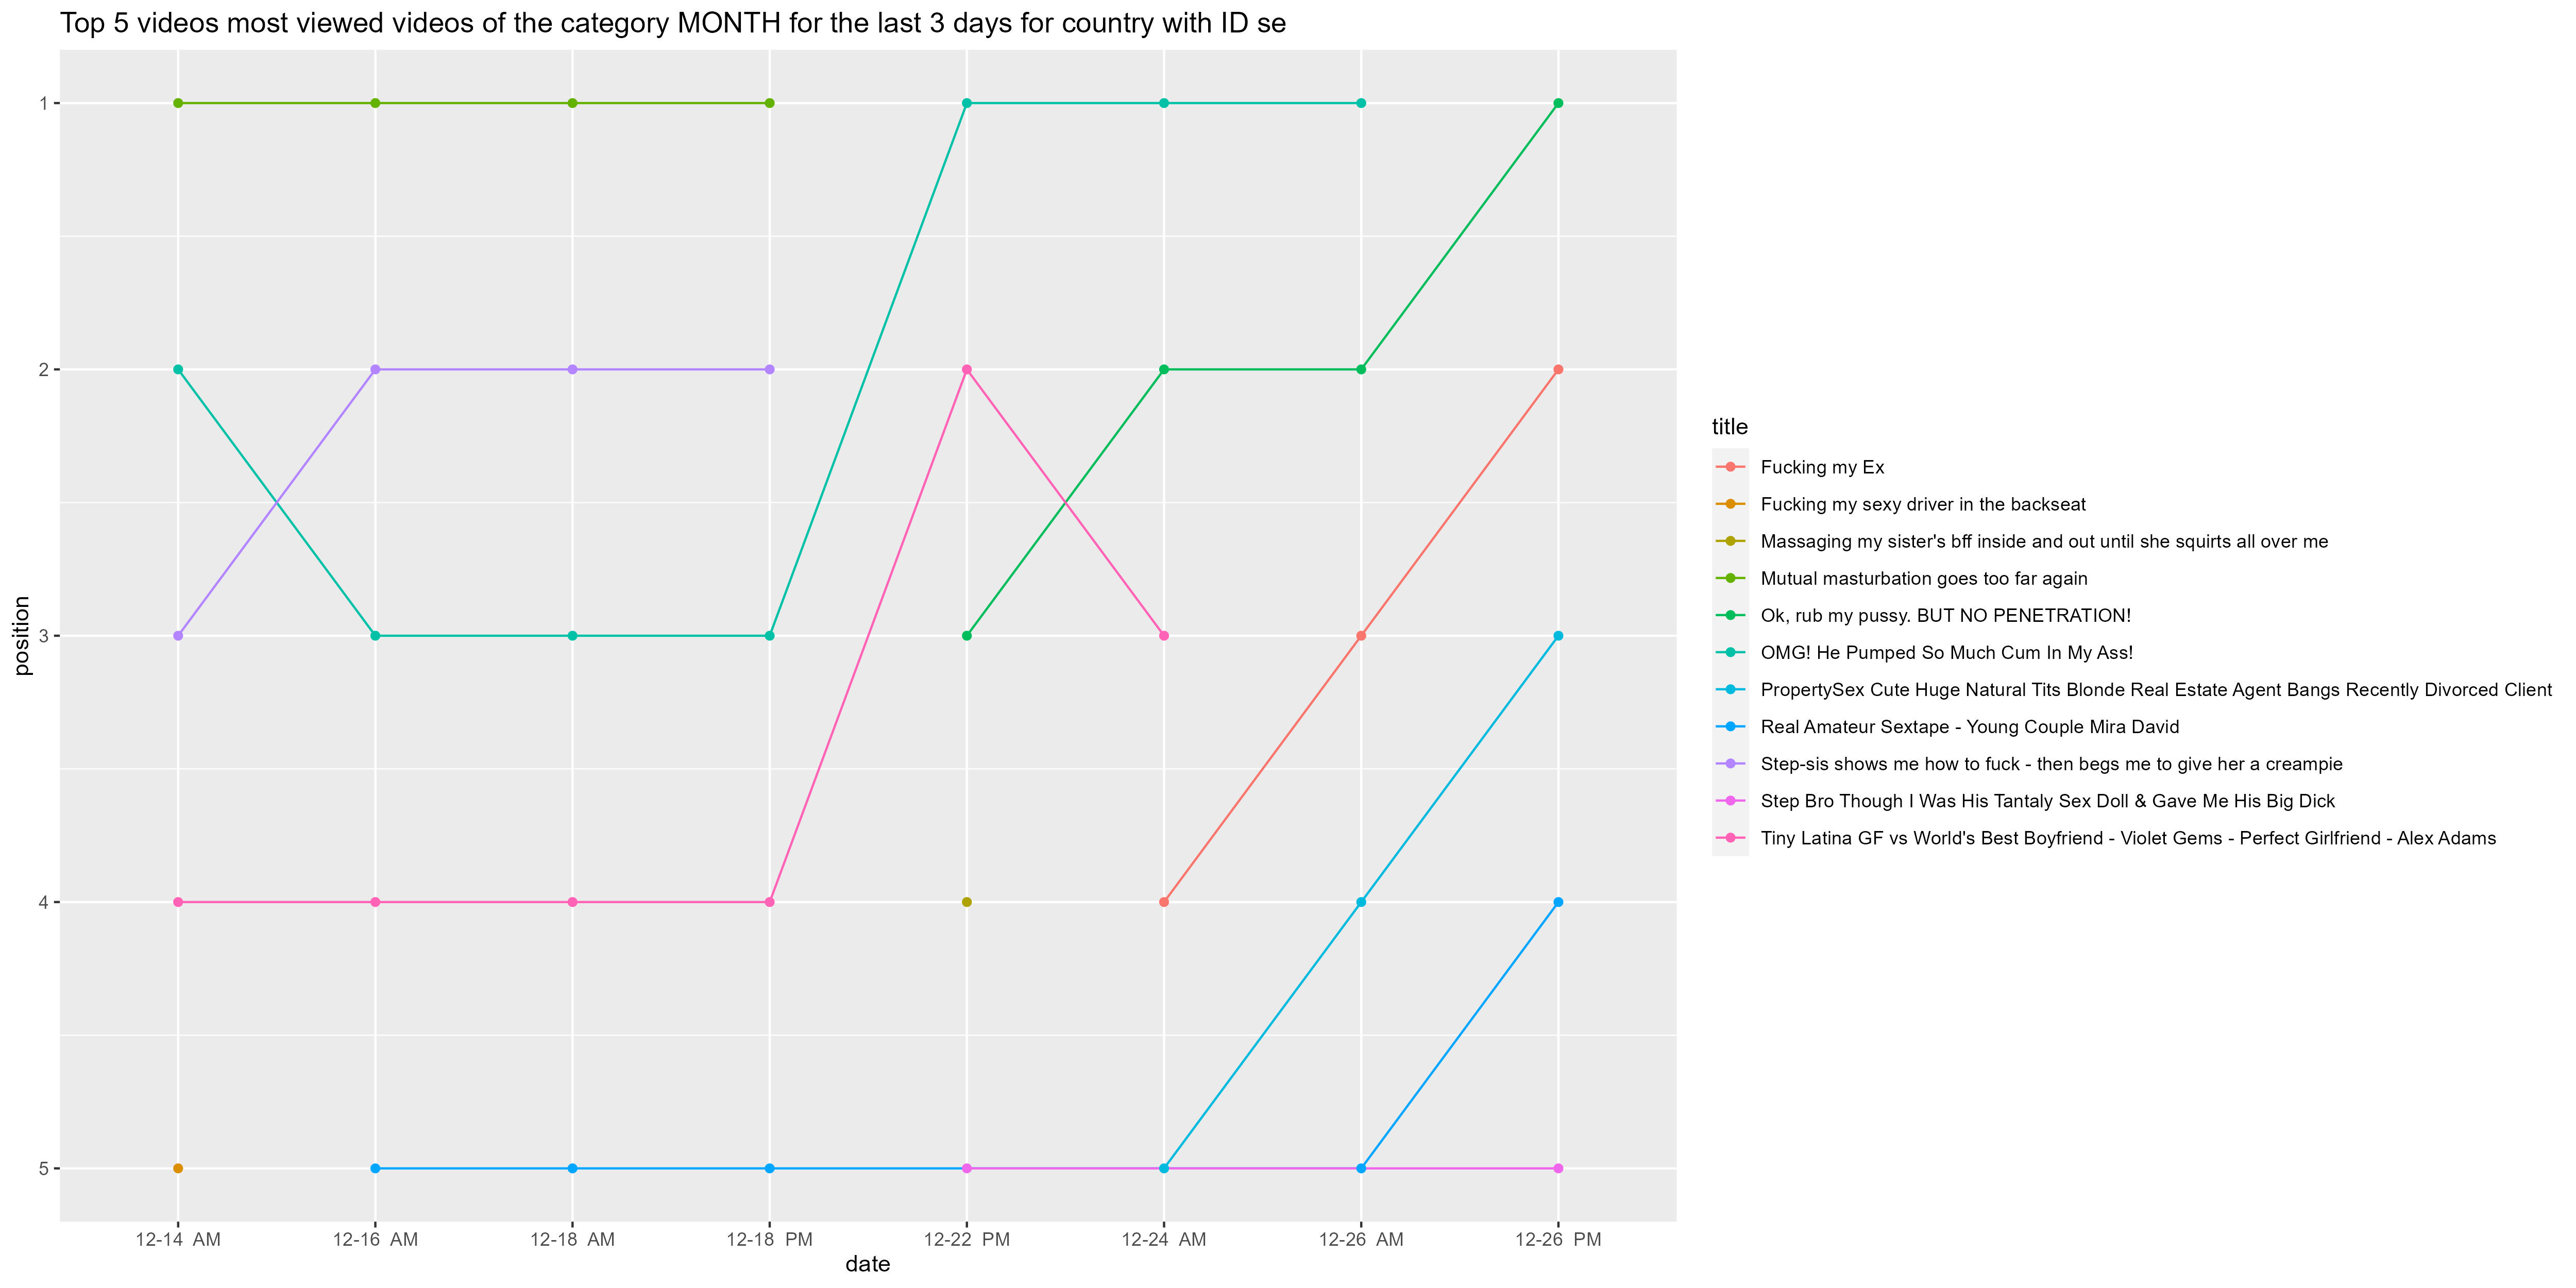 Top 5 videos most viewed videos of the category MONTH for the last 3 days for country with ID se
position
1
2
3
4
5
12-14 AM
12-16 AM
12-18 AM
12-18 PM
12-22 PM
12-24 AM
12-26 AM
12-26 PM
date
title
Fucking my Ex
Fucking my sexy driver in the backseat
Massaging my sister's bff inside and out until she squirts all over me
Mutual masturbation goes too far again
Ok, rub my pussy. BUT NO PENETRATION!
OMG! He Pumped So Much Cum In My Ass!
PropertySex Cute Huge Natural Tits Blonde Real Estate Agent Bangs Recently Divorced Client
Real Amateur Sextape - Young Couple Mira David
Step-sis shows me how to fuck - then begs me to give her a creampie
Step Bro Though I Was His Tantaly Sex Doll & Gave Me His Big Dick
Tiny Latina GF vs World's Best Boyfriend - Violet Gems - Perfect Girlfriend - Alex Adams